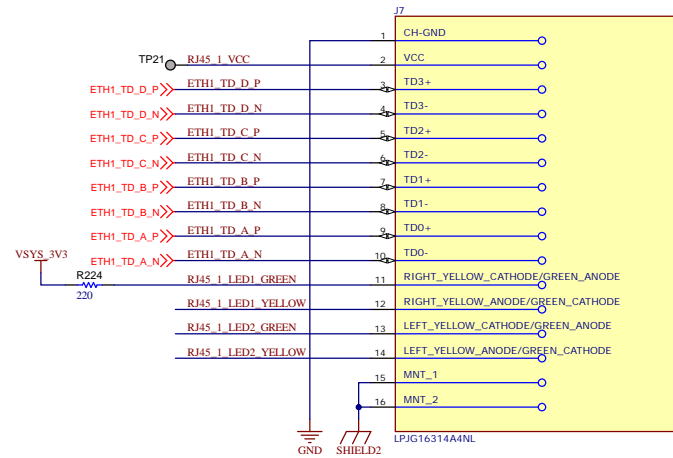 J7
1 CH-GND
TP21 RJ45_1_VCC 2 VCC
ETH1_TD_D_P ETH1_TD_D_P 3 TD3+
ETH1_TD_D_N ETH1_TD_D_N 4 TD3-
ETH1_TD_C_P ETH1_TD_C_P 5 TD2+
ETH1_TD_C_N ETH1_TD_C_N 6 TD2-
ETH1_TD_B_P ETH1_TD_B_P 7 TD1+
ETH1_TD_B_N ETH1_TD_B_N 8 TD1-
ETH1_TD_A_P ETH1_TD_A_P 9 TD0+
ETH1_TD_A_N ETH1_TD_A_N 10 TD0-
VSYS_3V3
R224 RJ45_1_LED1_GREEN 11 RIGHT_YELLOW_CATHODE/GREEN_ANODE
220
RJ45_1_LED1_YELLOW 12 RIGHT_YELLOW_ANODE/GREEN_CATHODE
RJ45_1_LED2_GREEN 13 LEFT_YELLOW_CATHODE/GREEN_ANODE
RJ45_1_LED2_YELLOW 14 LEFT_YELLOW_ANODE/GREEN_CATHODE
15 MNT_1
16 MNT_2
LPJG16314A4NL
GND SHIELD2